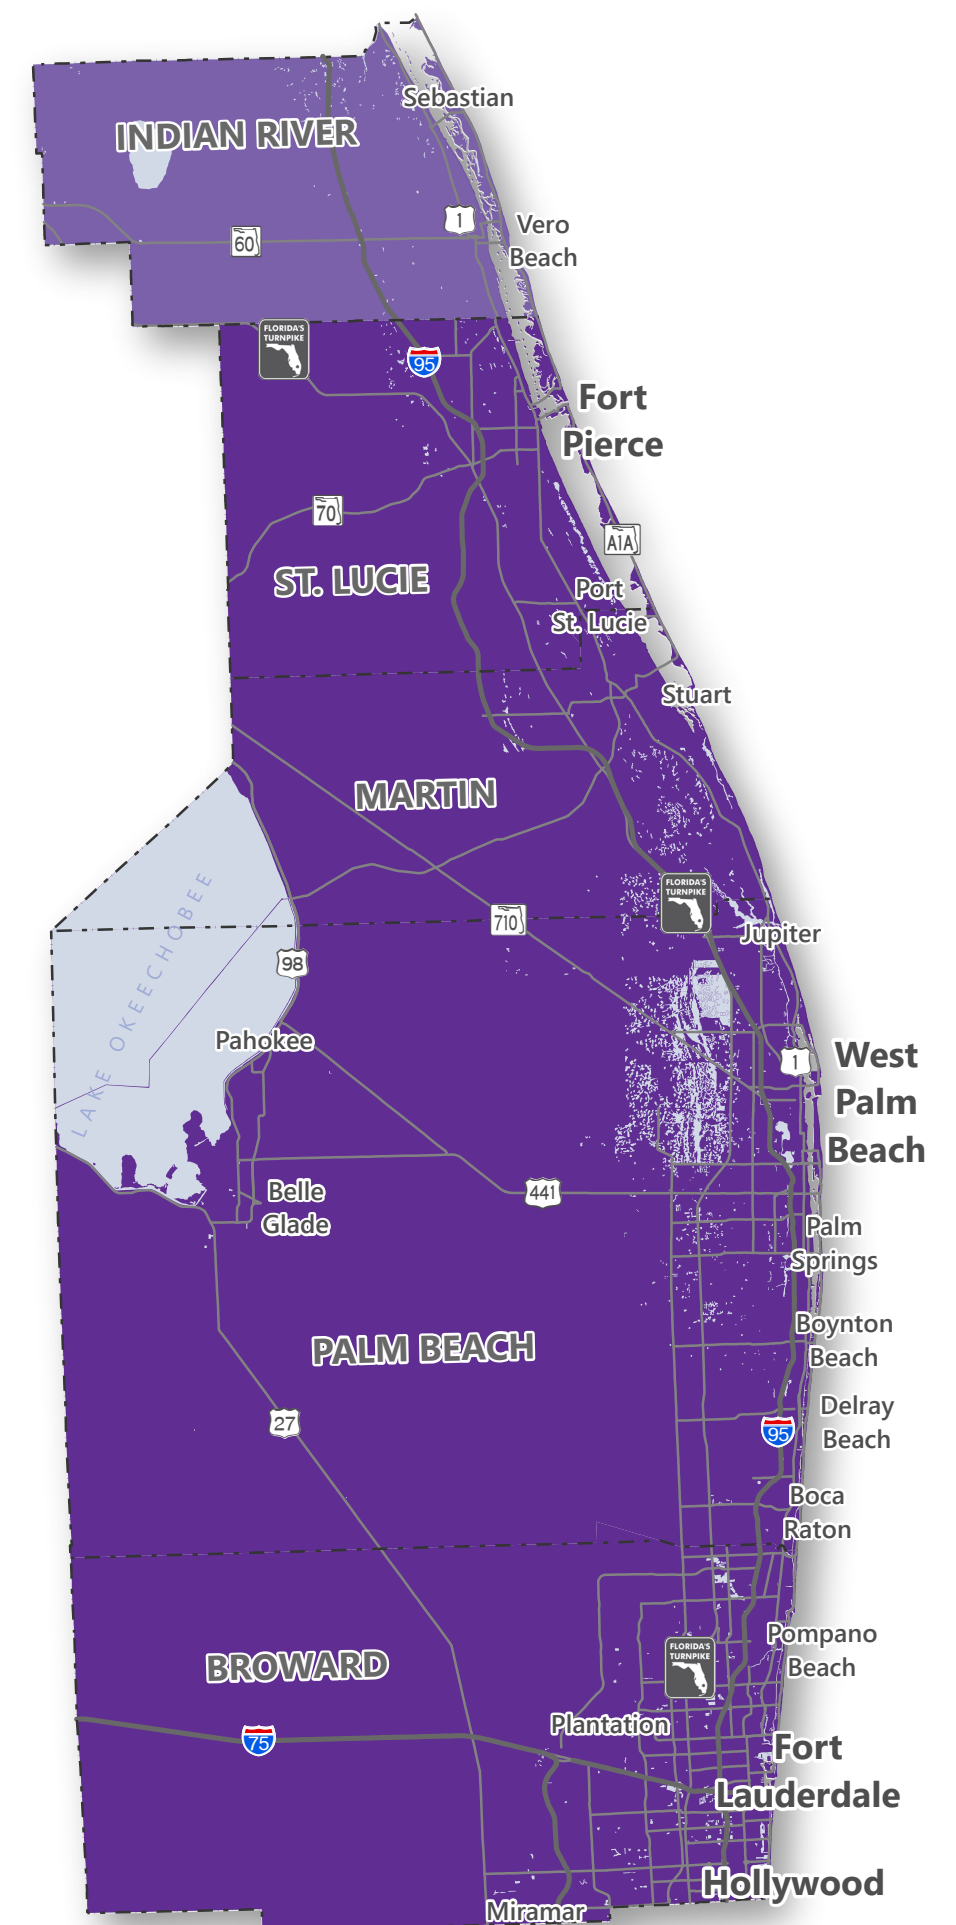 Sebastian
INDIAN RIVER
1
Vero
Beach
60
FLORIDA'S
TURNPIKE
95
Fort
Pierce
70
A1A
ST. LUCIE
Port
St. Lucie
Stuart
MARTIN
FLORIDA'S
TURNPIKE
710
Jupiter
LAKE OKEECHOBEE
98
Pahokee
1
West
Palm
Beach
441
Belle
Glade
Palm
Springs
Boynton
Beach
PALM BEACH
Delray
Beach
27
95
Boca
Raton
Pompano
Beach
FLORIDA'S
TURNPIKE
BROWARD
Plantation
75
Fort
Lauderdale
Hollywood
Miramar